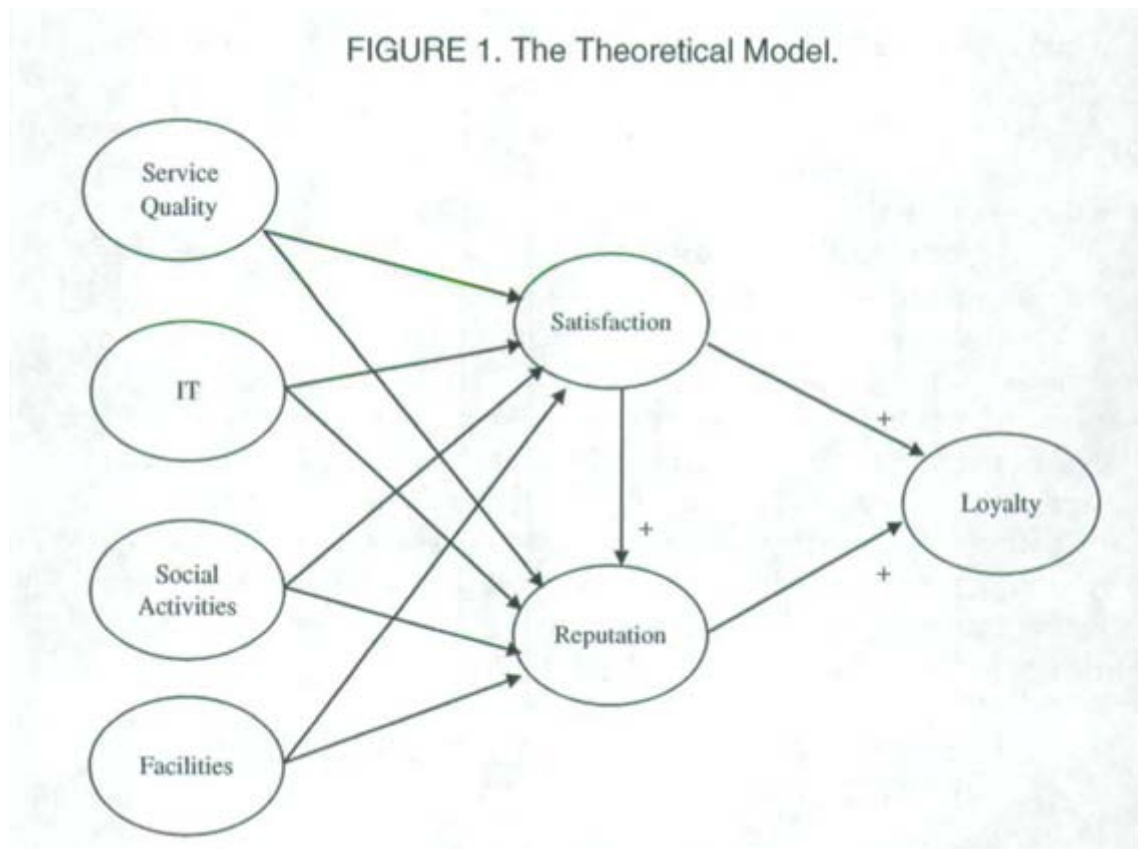 FIGURE 1. The Theoretical Model.
Service
Quality
Satisfaction
IT
+
Loyalty
+
Social
Activities
+
Reputation
Facilities